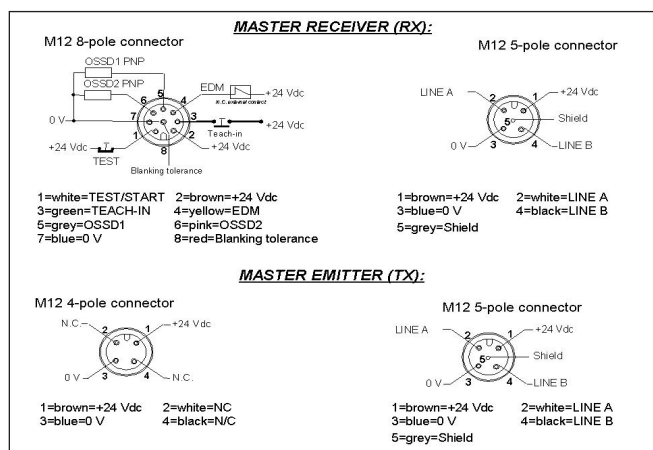 MASTER RECEIVER (RX):
M12 8-pole connector
OSSD1 PNP
OSSD2 PNP
5
6
4
EDM
+24 Vdc
N.C. external contact
0 V
7
3
+24 Vdc
Teach-in
+24 Vdc
TEST
1
2
+24 Vdc
8
Blanking tolerance
1=white=TEST/START 2=brown=+24 Vdc
3=green=TEACH-IN 4=yellow=EDM
5=grey=OSSD1 6=pink=OSSD2
7=blue=0 V 8=red=Blanking tolerance
M12 5-pole connector
LINE A
2
1
+24 Vdc
5
Shield
0 V
3
4
LINE B
1=brown=+24 Vdc 2=white=LINE A
3=blue=0 V 4=black=LINE B
5=grey=Shield
MASTER EMITTER (TX):
M12 4-pole connector
N.C.
2
1
+24 Vdc
0 V
3
4
N.C.
1=brown=+24 Vdc 2=white=NC
3=blue=0 V 4=black=N/C
M12 5-pole connector
LINE A
2
1
+24 Vdc
5
Shield
0 V
3
4
LINE B
1=brown=+24 Vdc 2=white=LINE A
3=blue=0 V 4=black=LINE B
5=grey=Shield